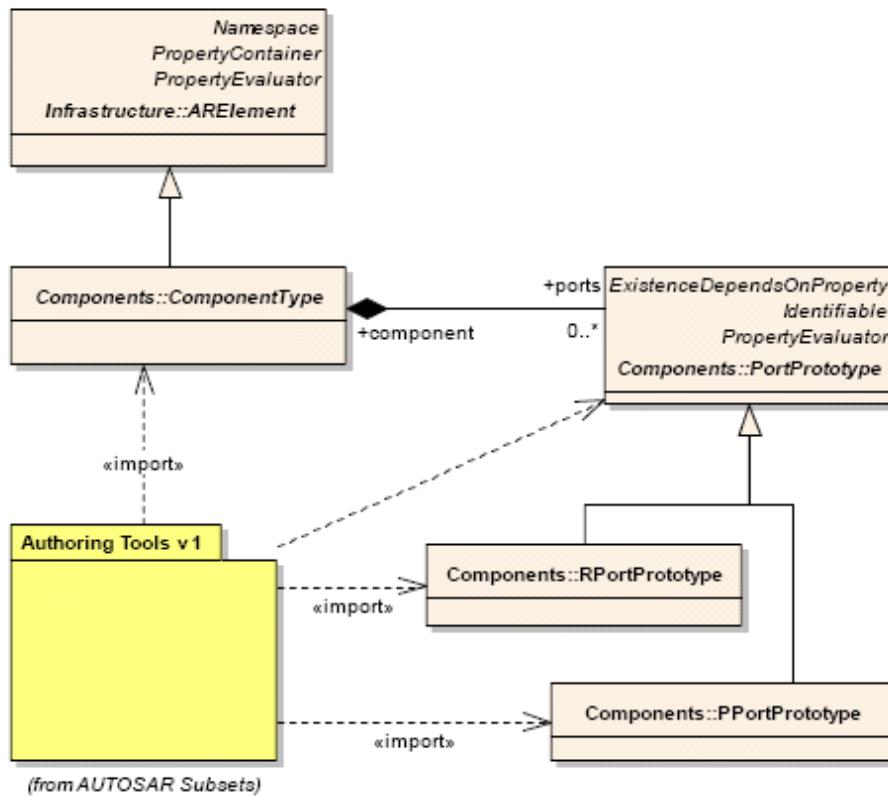 Namespace
PropertyContainer
PropertyEvaluator
Infrastructure::ARElement
Components::ComponentType
+component
+ports
0..*
ExistenceDependsOnProperty
Identifiable
PropertyEvaluator
Components::PortPrototype
«import»
Authoring Tools v1
Components::RPortPrototype
«import»
Components::PPortPrototype
«import»
(from AUTOSAR Subsets)